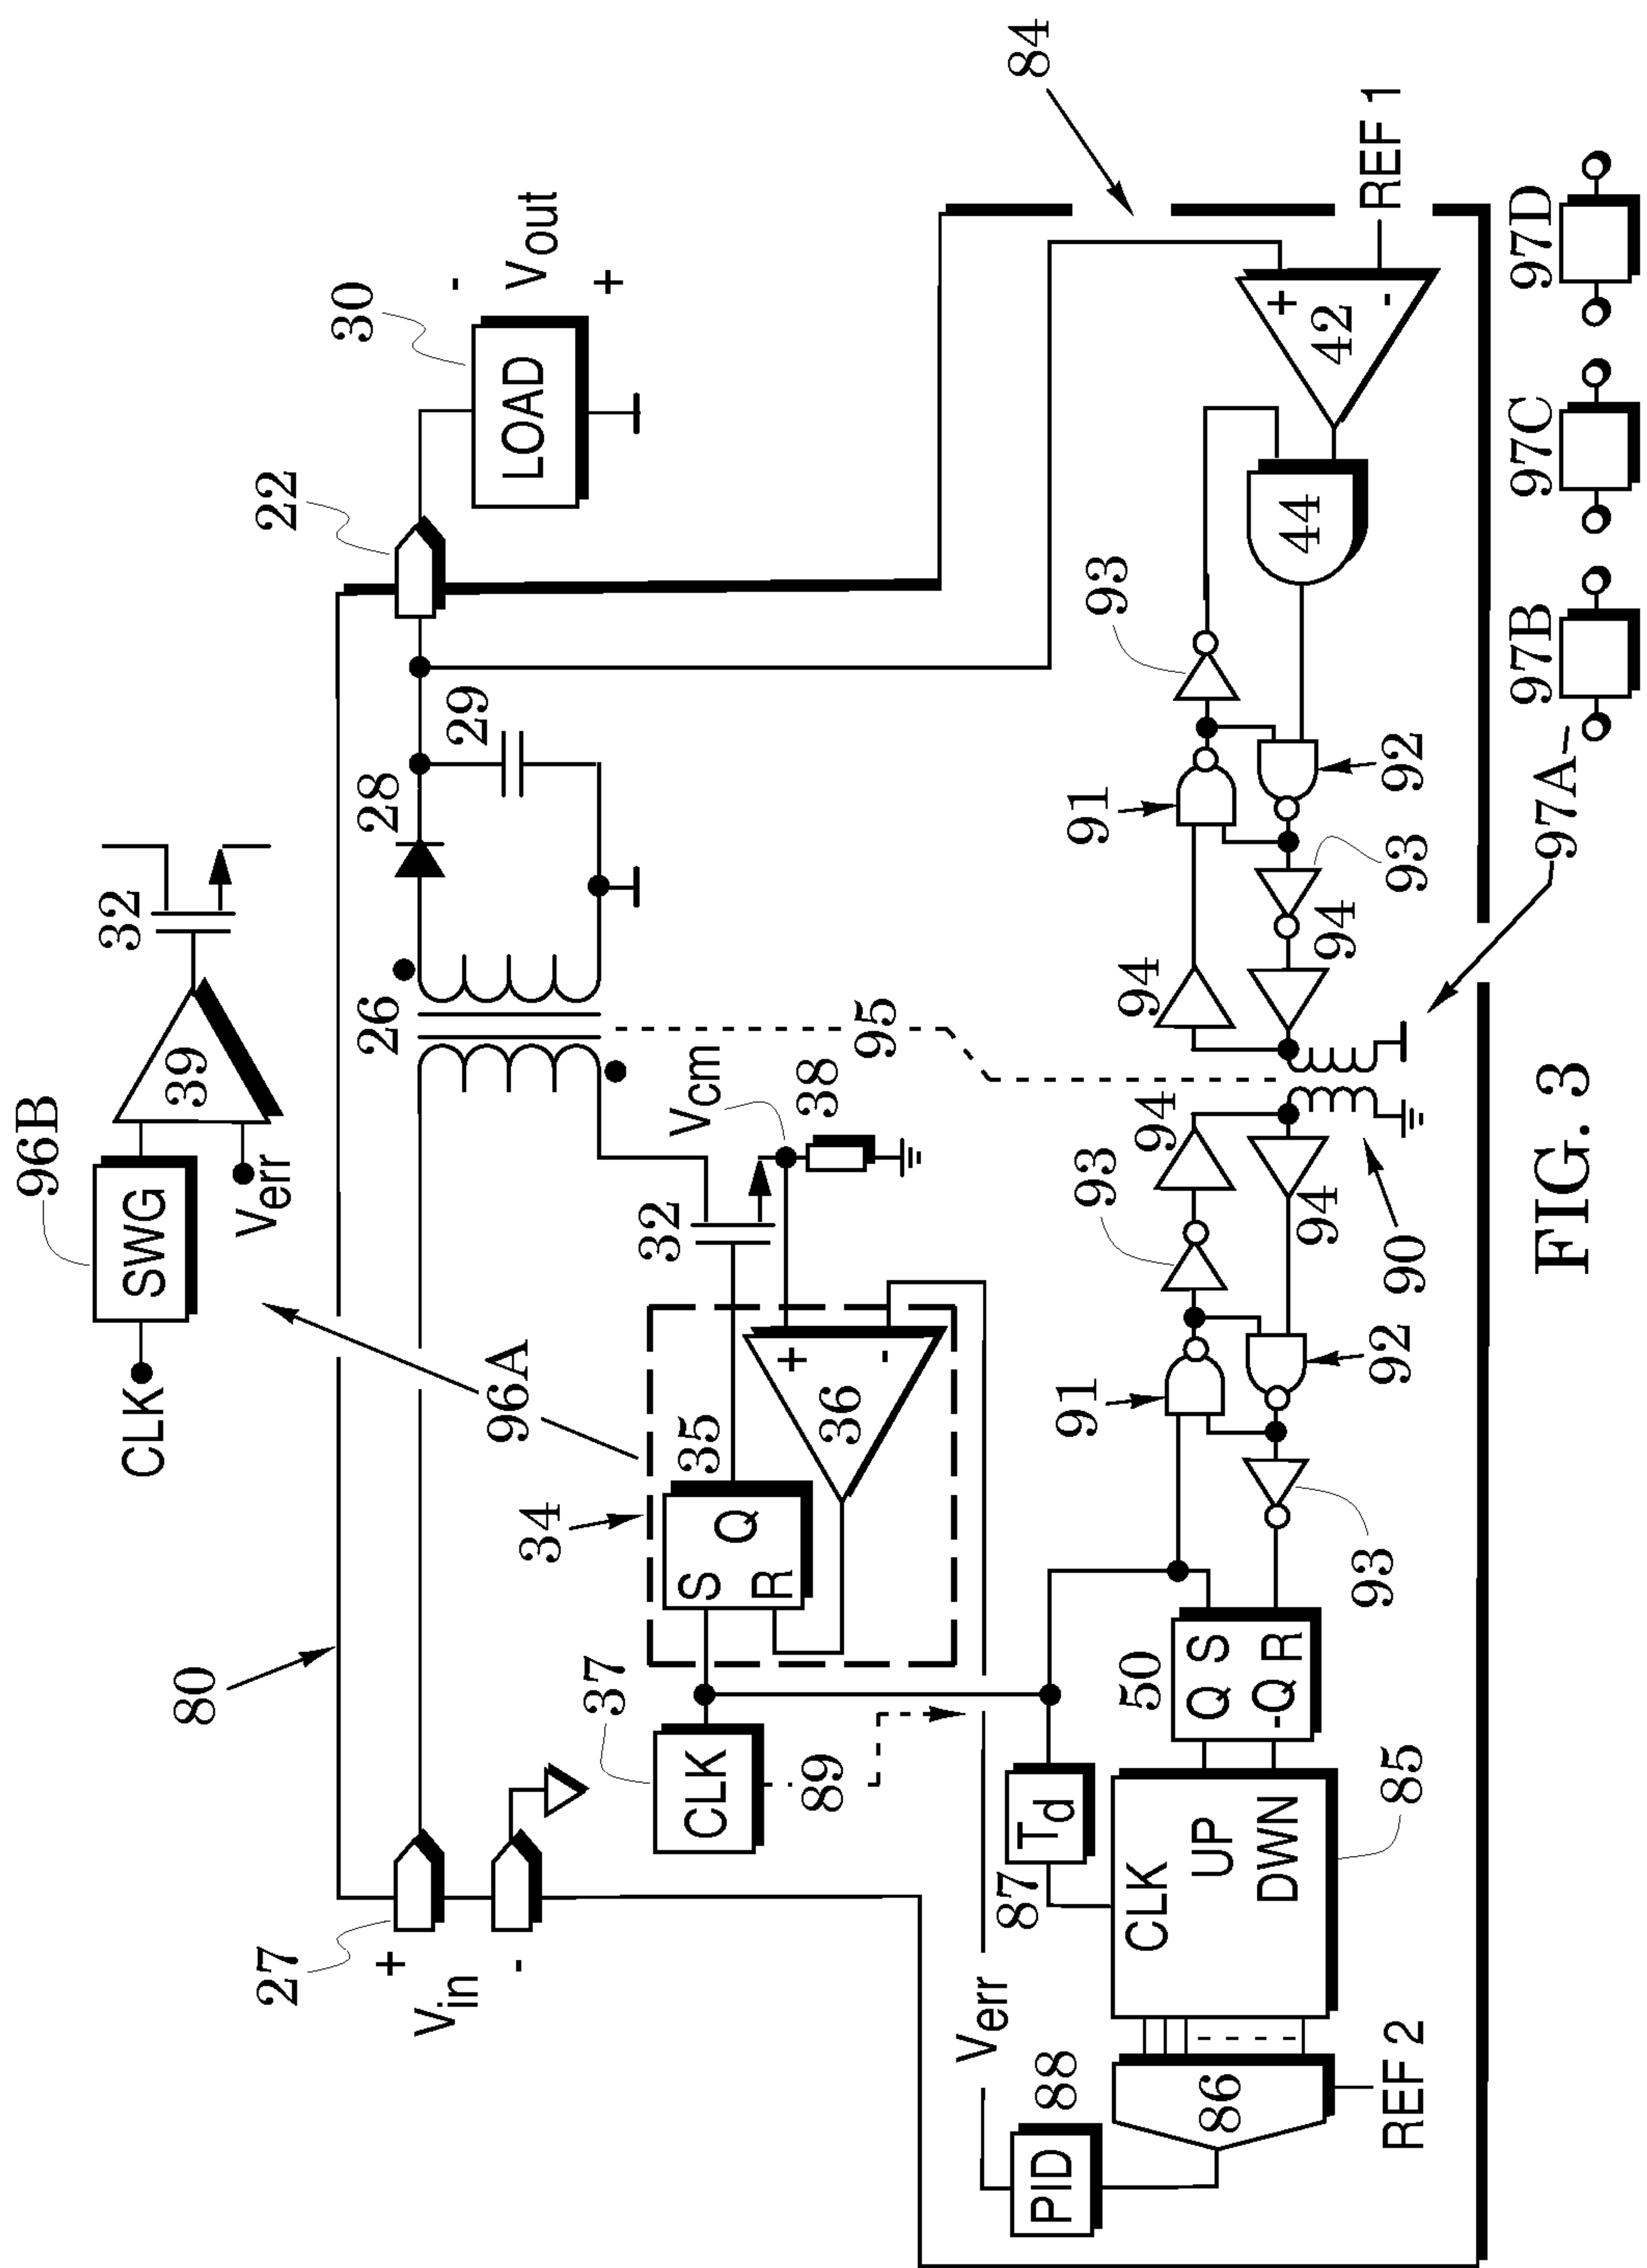 96B
SWG
CLK
Verr
39
32
80
27
+
Vin
-
26
28
29
22
30
LOAD
-
Vout
+
96A
34
35
S
Q
R
36
+
-
32
Vcm
38
37
CLK
89
95
84
Verr
88
PID
86
REF 2
87
Td
CLK
UP
DWN
85
50
Q S
-Q R
91
92
93
93
94
94
90
94
94
91
92
93
93
44
42
+
-
REF 1
97A
97B
97C
97D
FIG. 3